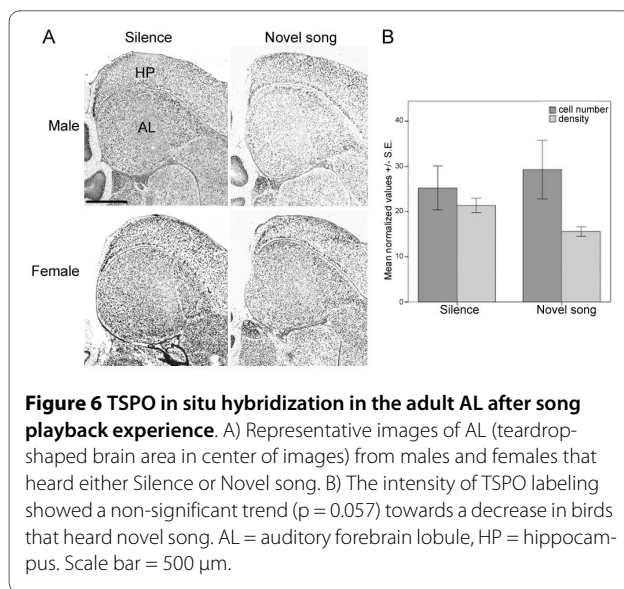 A
Silence
Novel song
B
HP
AL
Male
Female
cell number
density
Mean normalized values +/- S.E.
40
30
20
10
0
Silence
Novel song
Figure 6 TSPO in situ hybridization in the adult AL after song
playback experience. A) Representative images of AL (teardrop-
shaped brain area in center of images) from males and females that
heard either Silence or Novel song. B) The intensity of TSPO labeling
showed a non-significant trend (p = 0.057) towards a decrease in birds
that heard novel song. AL = auditory forebrain lobule, HP = hippocam-
pus. Scale bar = 500 μm.